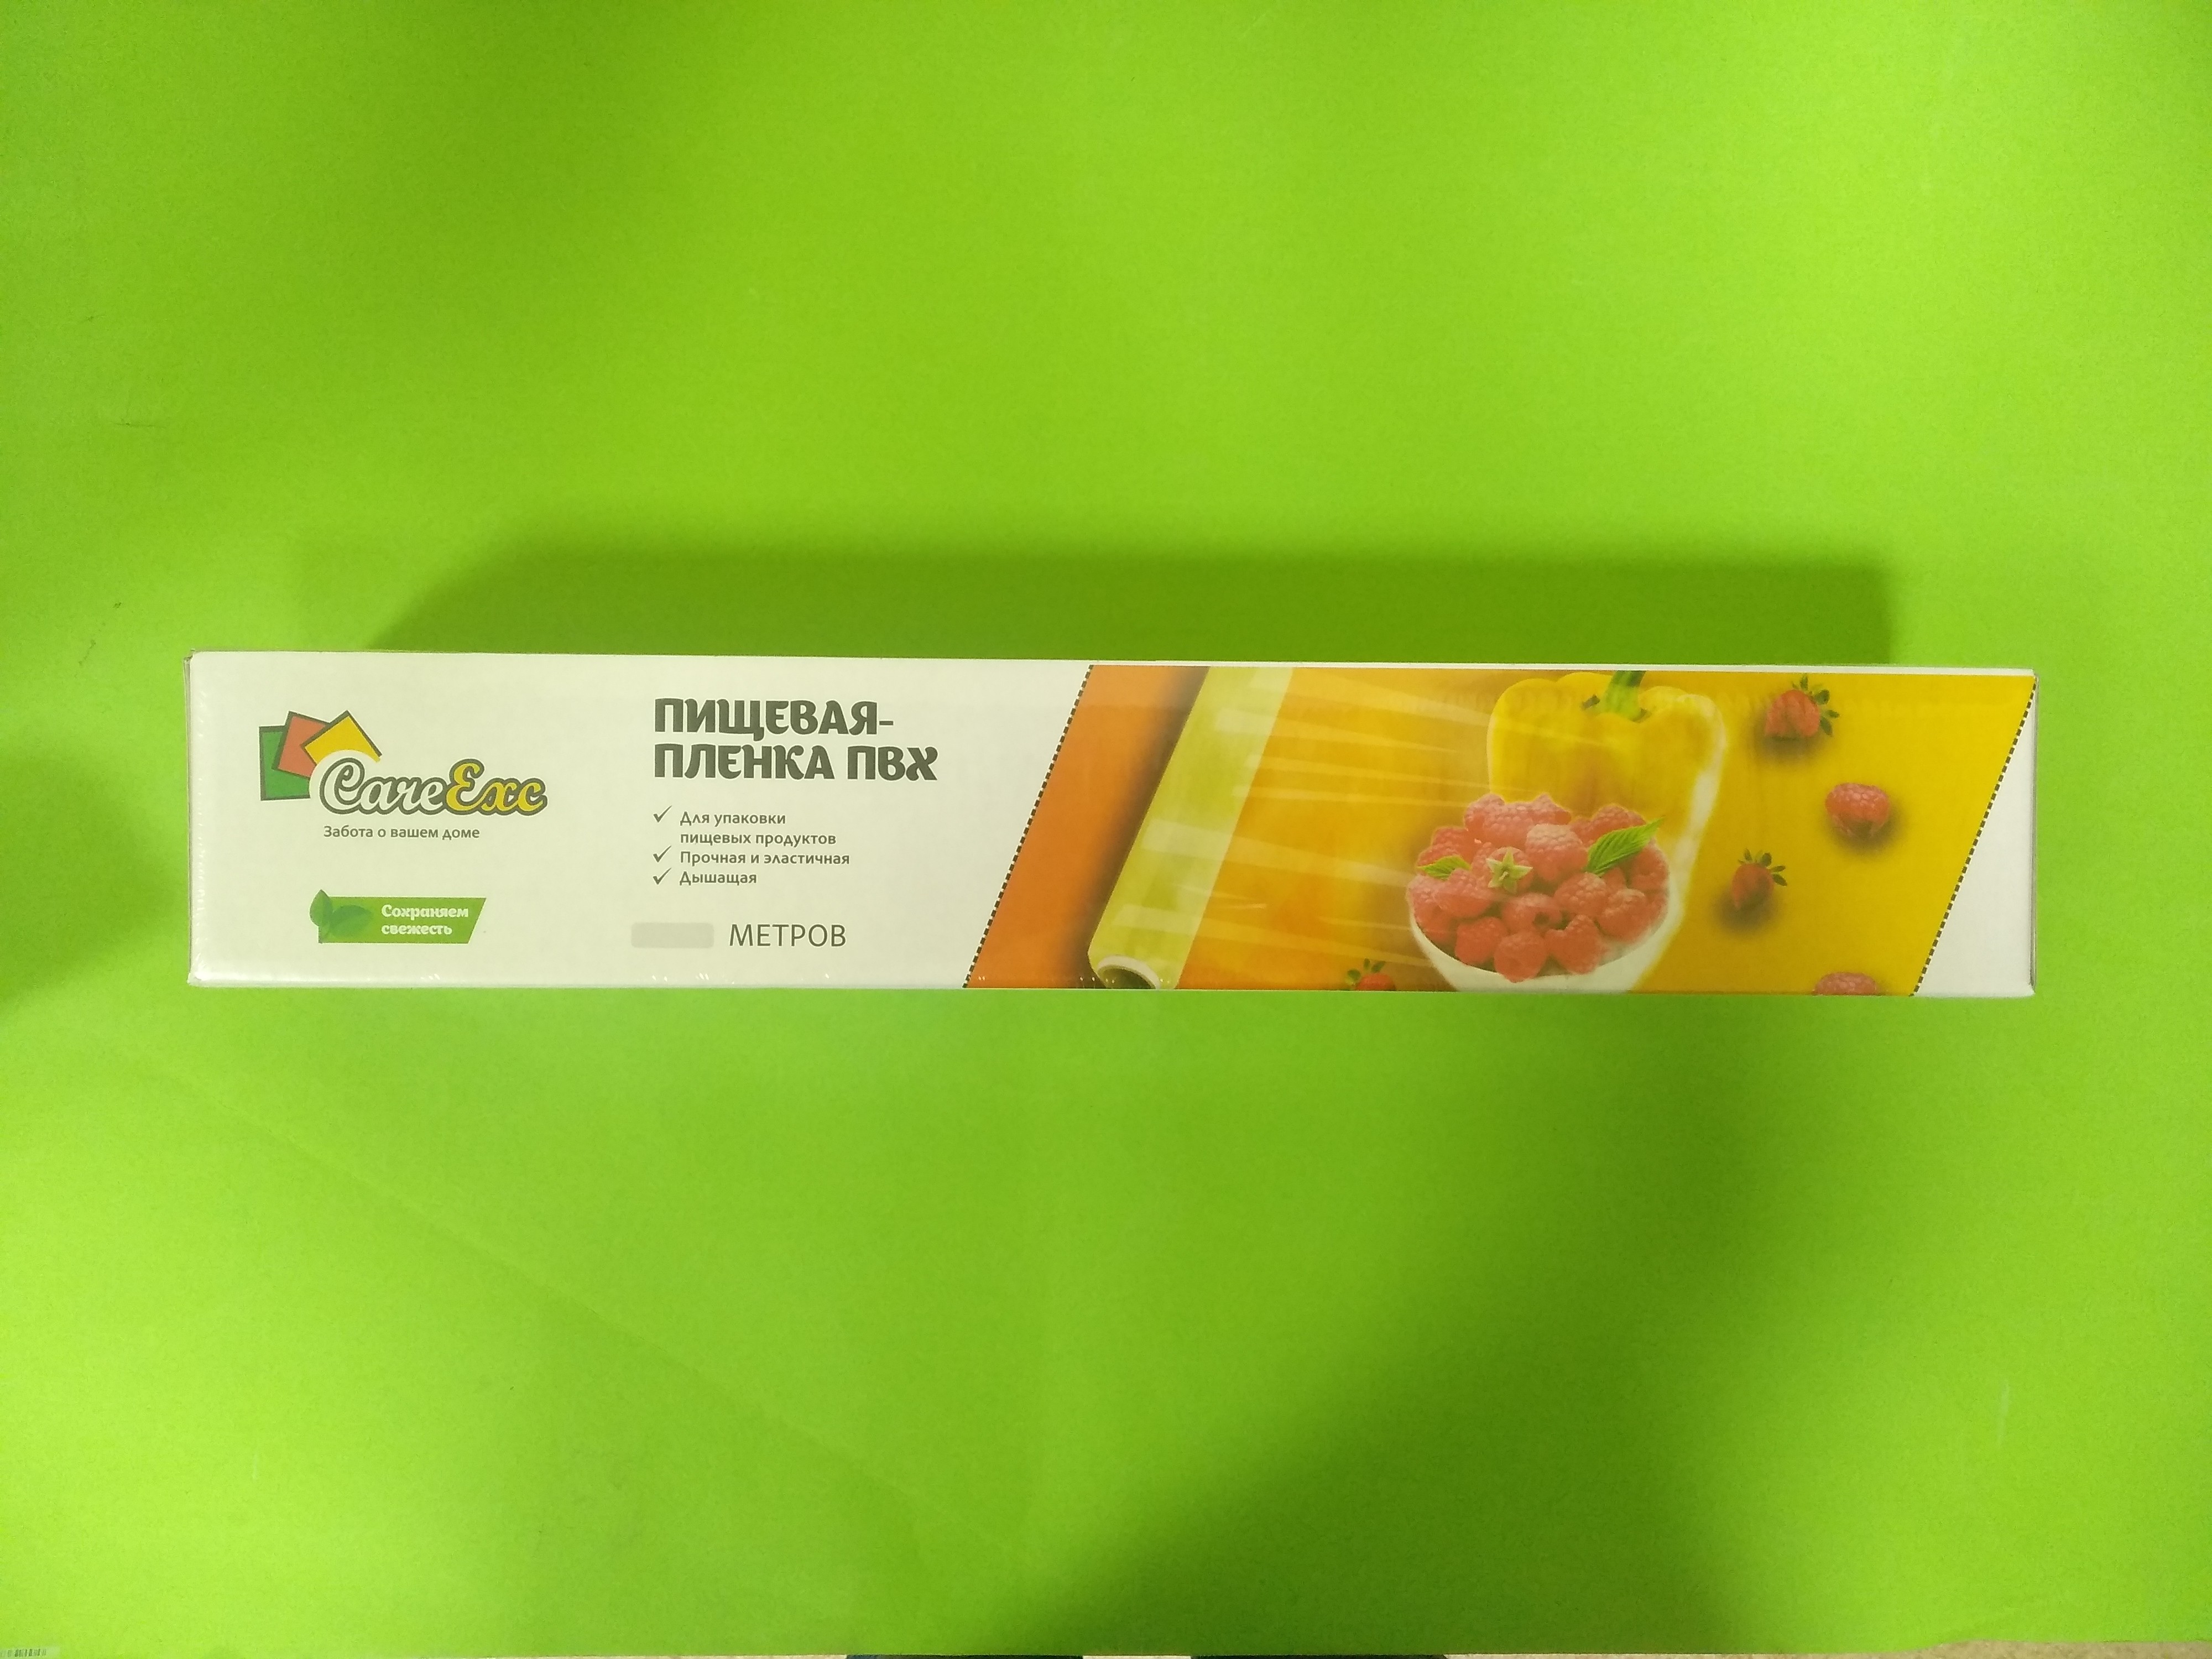 CareExc
Забота о вашем доме
Сохраняем
свежесть
ПИЩЕВАЯ-
ПЛЕНКА ПВХ
Для упаковки
пищевых продуктов
Прочная и эластичная
Дышащая
МЕТРОВ